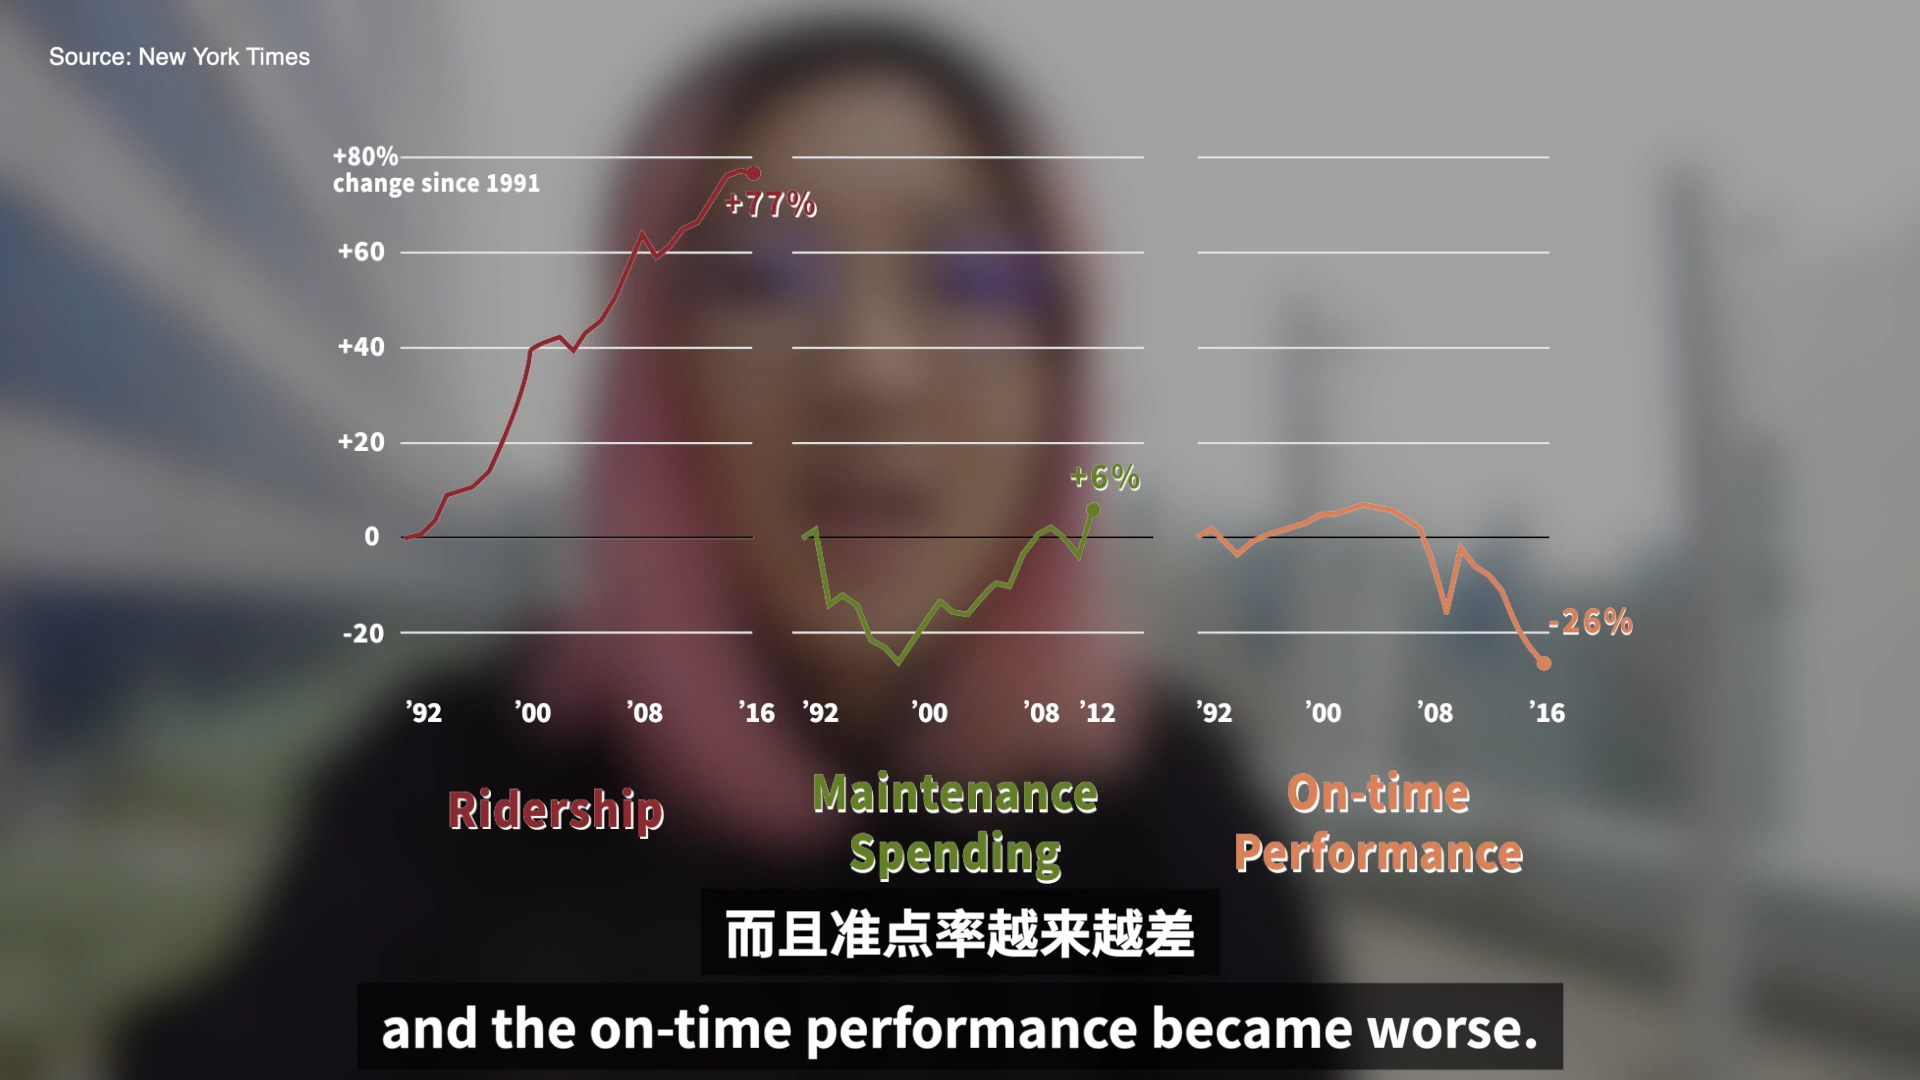 Source: New York Times
+80%
change since 1991
+60
+40
+20
0
-20
+77%
+6%
-26%
’92 ’00 ’08 ’16 ’92 ’00 ’08 ’12 ’92 ’00 ’08 ’16
Ridership
Maintenance
Spending
On-time
Performance
而且准点率越来越差
and the on-time performance became worse.